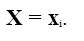 X = xᵢ.